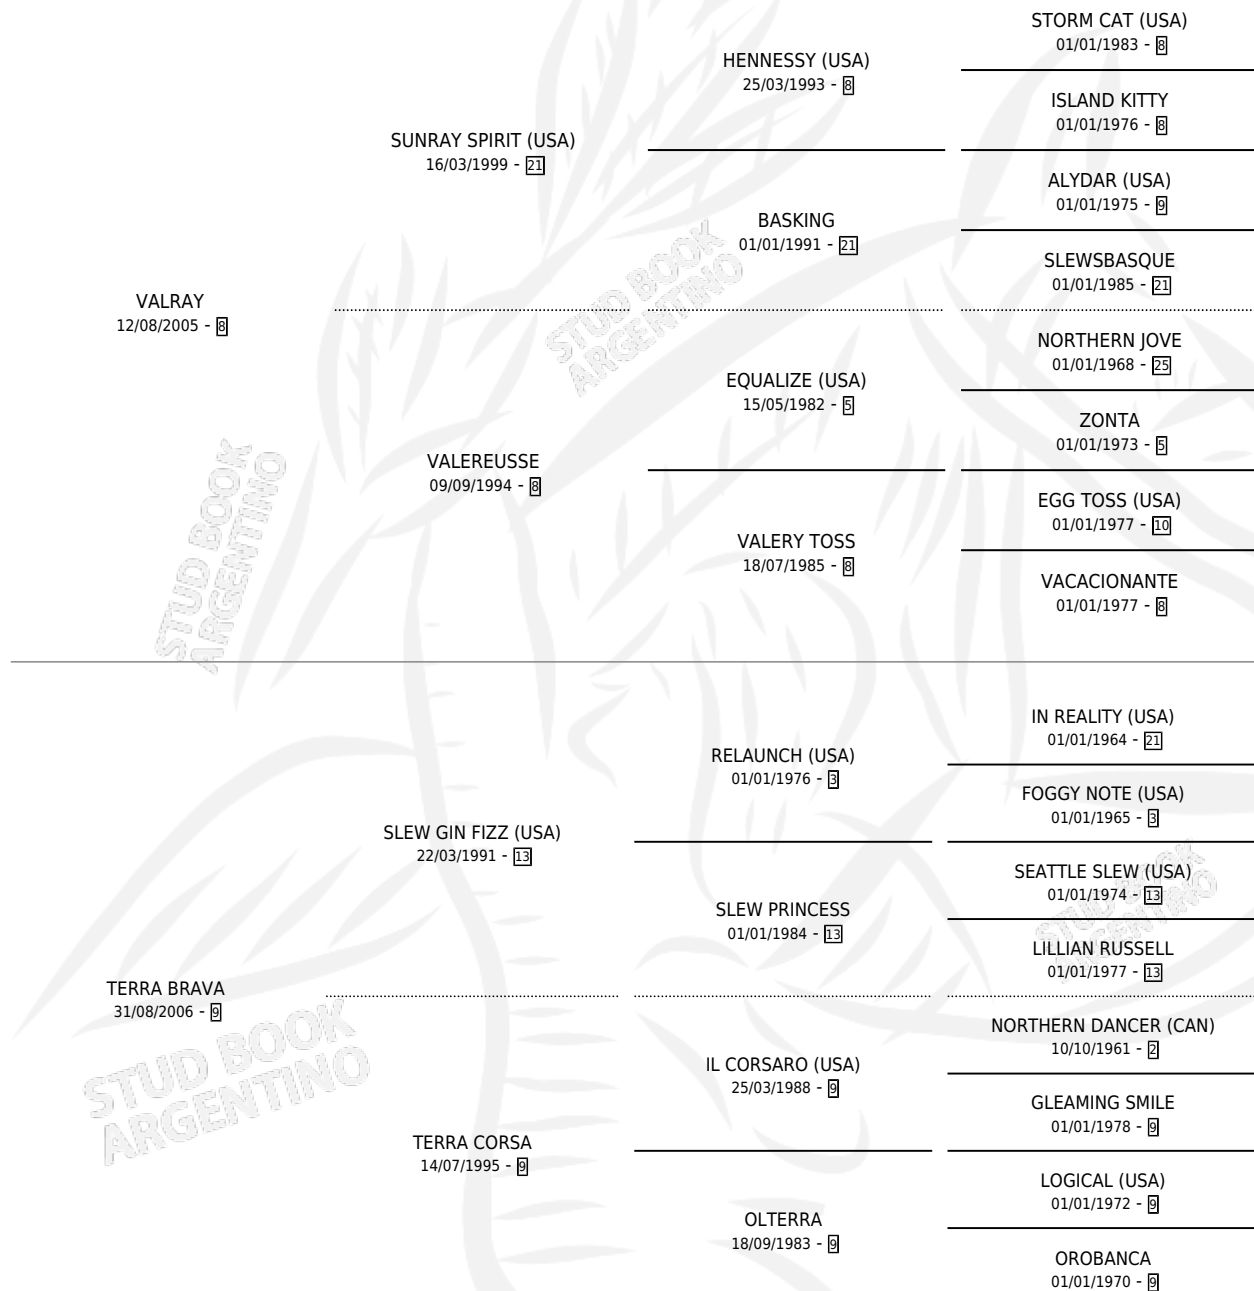 STORM CAT (USA)
01/01/1983 - 8
HENNESSY (USA)
25/03/1993 - 8
ISLAND KITTY
01/01/1976 - 8
SUNRAY SPIRIT (USA)
16/03/1999 - 21
ALYDAR (USA)
01/01/1975 - 9
BASKING
01/01/1991 - 21
SLEWSBASQUE
01/01/1985 - 21
VALRAY
12/08/2005 - 8
NORTHERN JOVE
01/01/1968 - 25
EQUALIZE (USA)
15/05/1982 - 5
ZONTA
01/01/1973 - 5
VALEREUSSE
09/09/1994 - 8
EGG TOSS (USA)
01/01/1977 - 10
VALERY TOSS
18/07/1985 - 8
VACACIONANTE
01/01/1977 - 8
IN REALITY (USA)
01/01/1964 - 21
RELAUNCH (USA)
01/01/1976 - 3
FOGGY NOTE (USA)
01/01/1965 - 3
SLEW GIN FIZZ (USA)
22/03/1991 - 13
SEATTLE SLEW (USA)
01/01/1974 - 13
SLEW PRINCESS
01/01/1984 - 13
LILLIAN RUSSELL
01/01/1977 - 13
TERRA BRAVA
31/08/2006 - 9
NORTHERN DANCER (CAN)
10/10/1961 - 2
IL CORSARO (USA)
25/03/1988 - 9
GLEAMING SMILE
01/01/1978 - 9
TERRA CORSA
14/07/1995 - 9
LOGICAL (USA)
01/01/1972 - 9
OLTERRA
18/09/1983 - 9
OROBANCA
01/01/1970 - 9
STUD BOOK
ARGENTINO
STUD BOOK
ARGENTINO
STUD BOOK
ARGENTINO
STUD BOOK
ARGENTINO